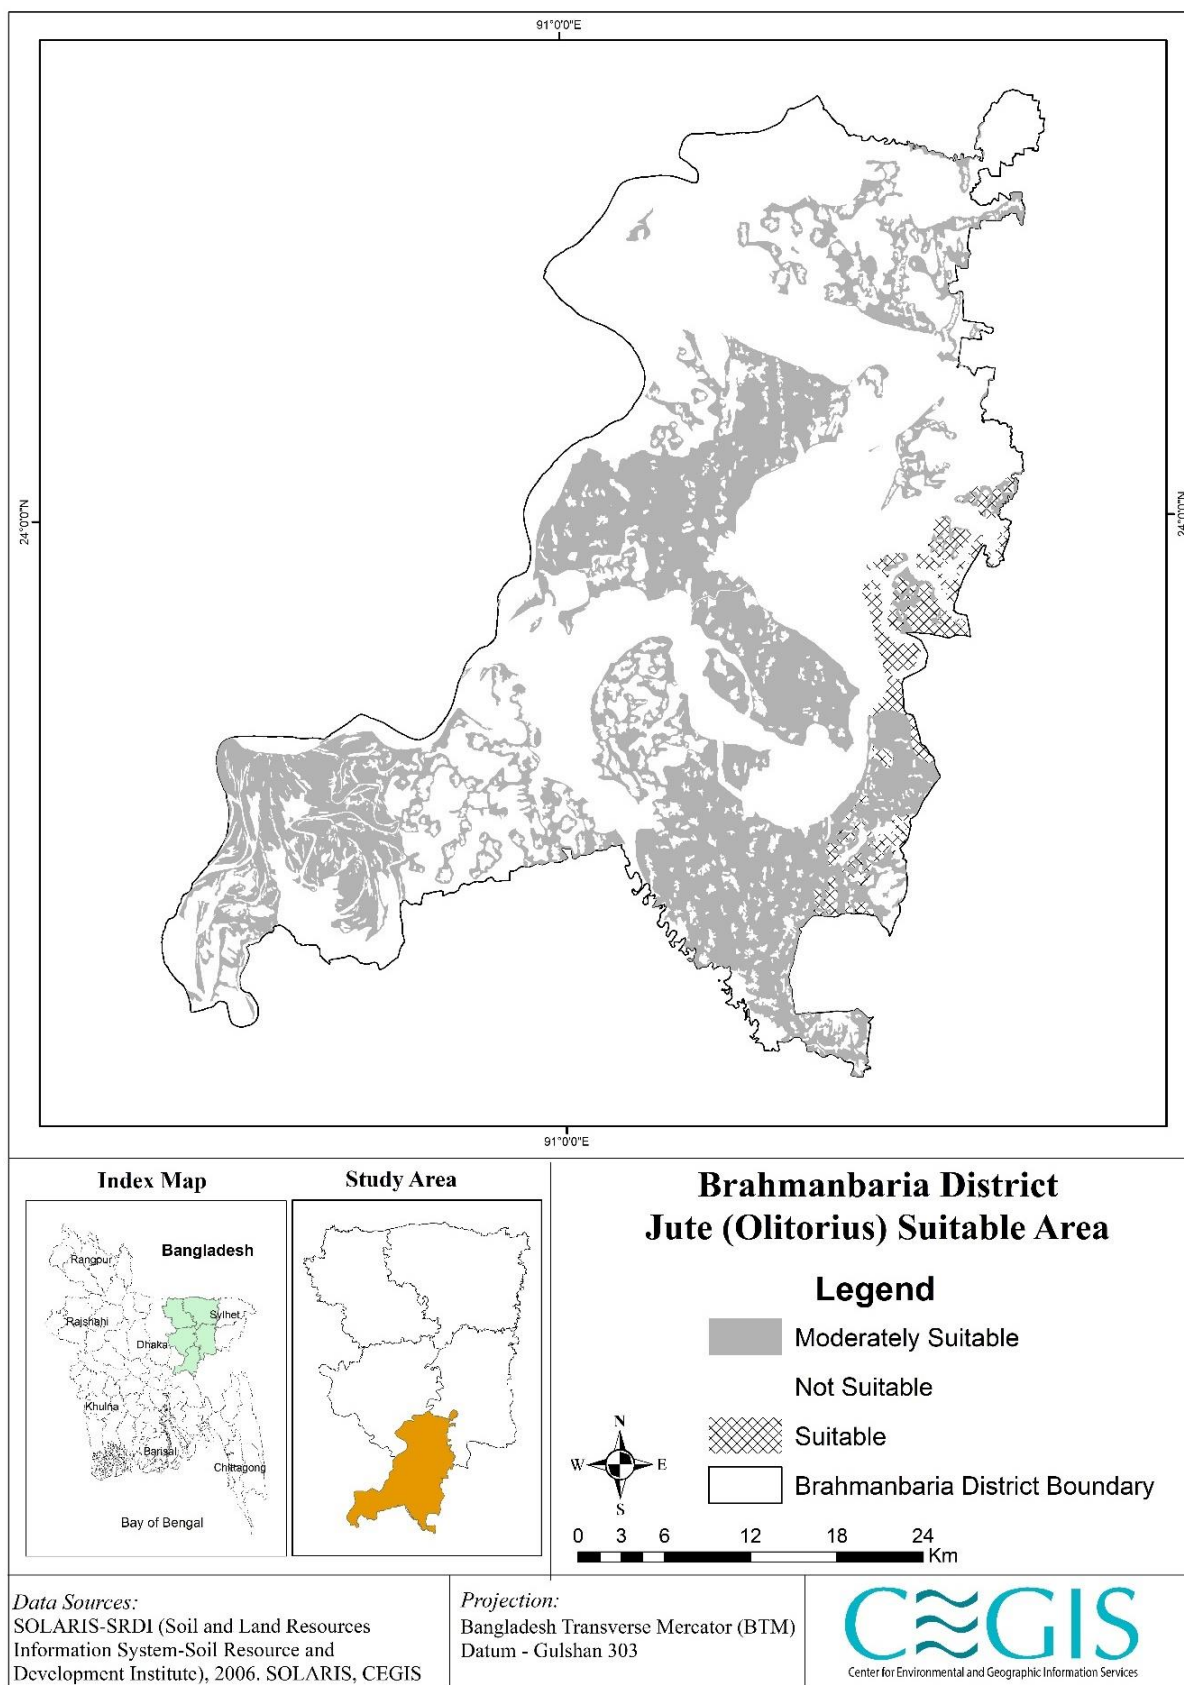 91°0'0"E
24°0'0"N
24°0'0"N
91°0'0"E
Index Map
Bangladesh
Rangpur
Rajshahi
Sylhet
Dhaka
Khulna
Barisal
Chittagong
Bay of Bengal
Study Area
Brahmanbaria District
Jute (Olitorius) Suitable Area
Legend
Moderately Suitable
Not Suitable
Suitable
Brahmanbaria District Boundary
N
W E
S
0 3 6 12 18 24
Km
Data Sources:
SOLARIS-SRDI (Soil and Land Resources
Information System-Soil Resource and
Development Institute), 2006. SOLARIS, CEGIS
Projection:
Bangladesh Transverse Mercator (BTM)
Datum - Gulshan 303
CEGIS
Center for Environmental and Geographic Information Services